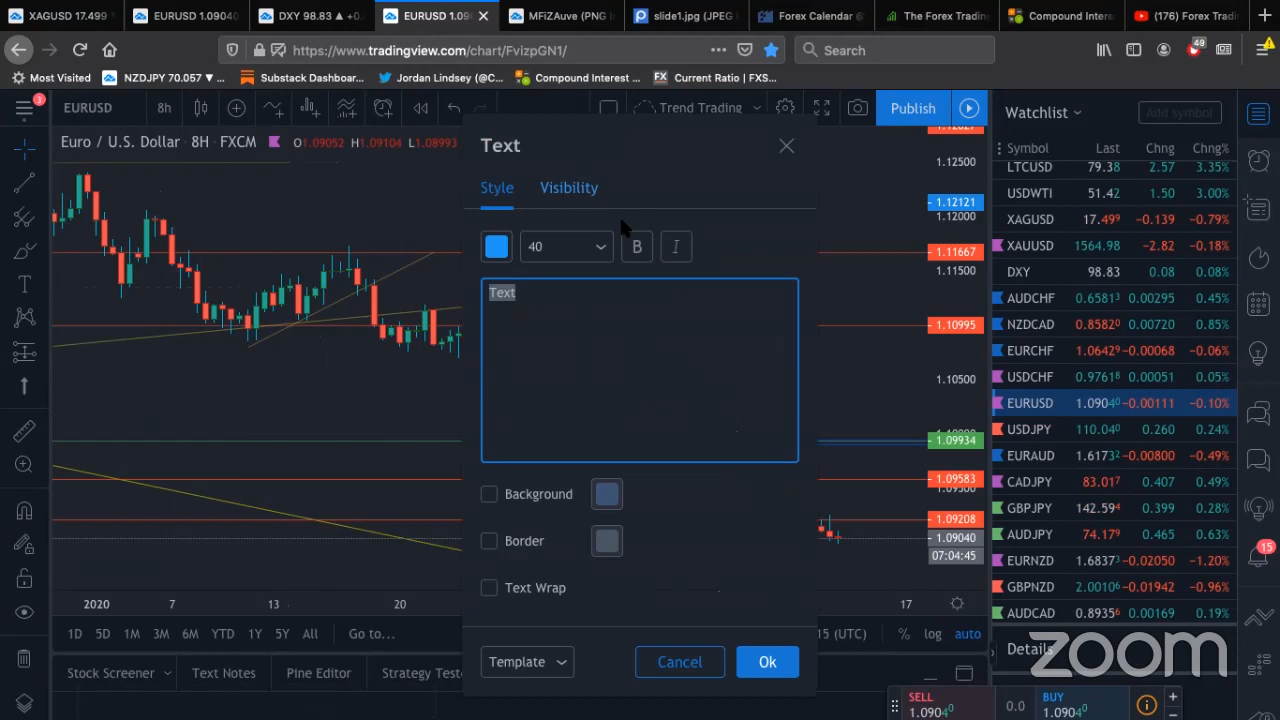 XAGUSD 17.499
EURUSD 1.09040
DXY 98.83 ▲ +0.
EURUSD 1.090
MFiZAuve (PNG I
slide1.jpg (JPEG
Forex Calendar @
The Forex Trading
Compound Intere
(176) Forex Trad
https://www.tradingview.com/chart/FvizpGN1/
Search
49
Most Visited
NZDJPY 70.057 ▼ ...
Substack Dashboar...
Jordan Lindsey (@C...
Compound Interest ...
FX
Current Ratio | FXS...
3
EURUSD
8h
Trend Trading
Publish
Watchlist
Add symbol
Euro / U.S. Dollar • 8H • FXCM
O1.09052 H1.09104 L1.08993
Text
Style
Visibility
40
B
I
Text
Background
Border
Text Wrap
Template
Cancel
Ok
1.12500
1.12121
1.12000
1.11667
1.11500
1.10995
1.10500
1.09934
1.09583
1.09208
1.09040
07:04:45
Symbol Last Chng Chng%
LTCUSD 79.38 2.57 3.35%
USDWTI 51.42 1.50 3.00%
XAGUSD 17.499 −0.139 −0.79%
XAUUSD 1564.98 −2.82 −0.18%
DXY 98.83 0.08 0.08%
AUDCHF 0.65813 0.00295 0.45%
NZDCAD 0.85820 0.00720 0.85%
EURCHF 1.06429 −0.00068 −0.06%
USDCHF 0.97618 0.00051 0.05%
EURUSD 1.09040 −0.00111 −0.10%
USDJPY 110.040 0.260 0.24%
EURAUD 1.61732 −0.00800 −0.49%
CADJPY 83.017 0.407 0.49%
GBPJPY 142.594 0.399 0.28%
AUDJPY 74.179 0.465 0.63%
EURNZD 1.68373 −0.02050 −1.20%
GBPNZD 2.00106 −0.01942 −0.96%
AUDCAD 0.89356 0.00169 0.19%
15
2020 7 13 20 17
1D 5D 1M 3M 6M YTD 1Y 5Y All Go to...
15 (UTC) % log auto
Details
zoom
Stock Screener
Text Notes
Pine Editor
Strategy Teste
SELL
1.09040
0.0
BUY
1.09040